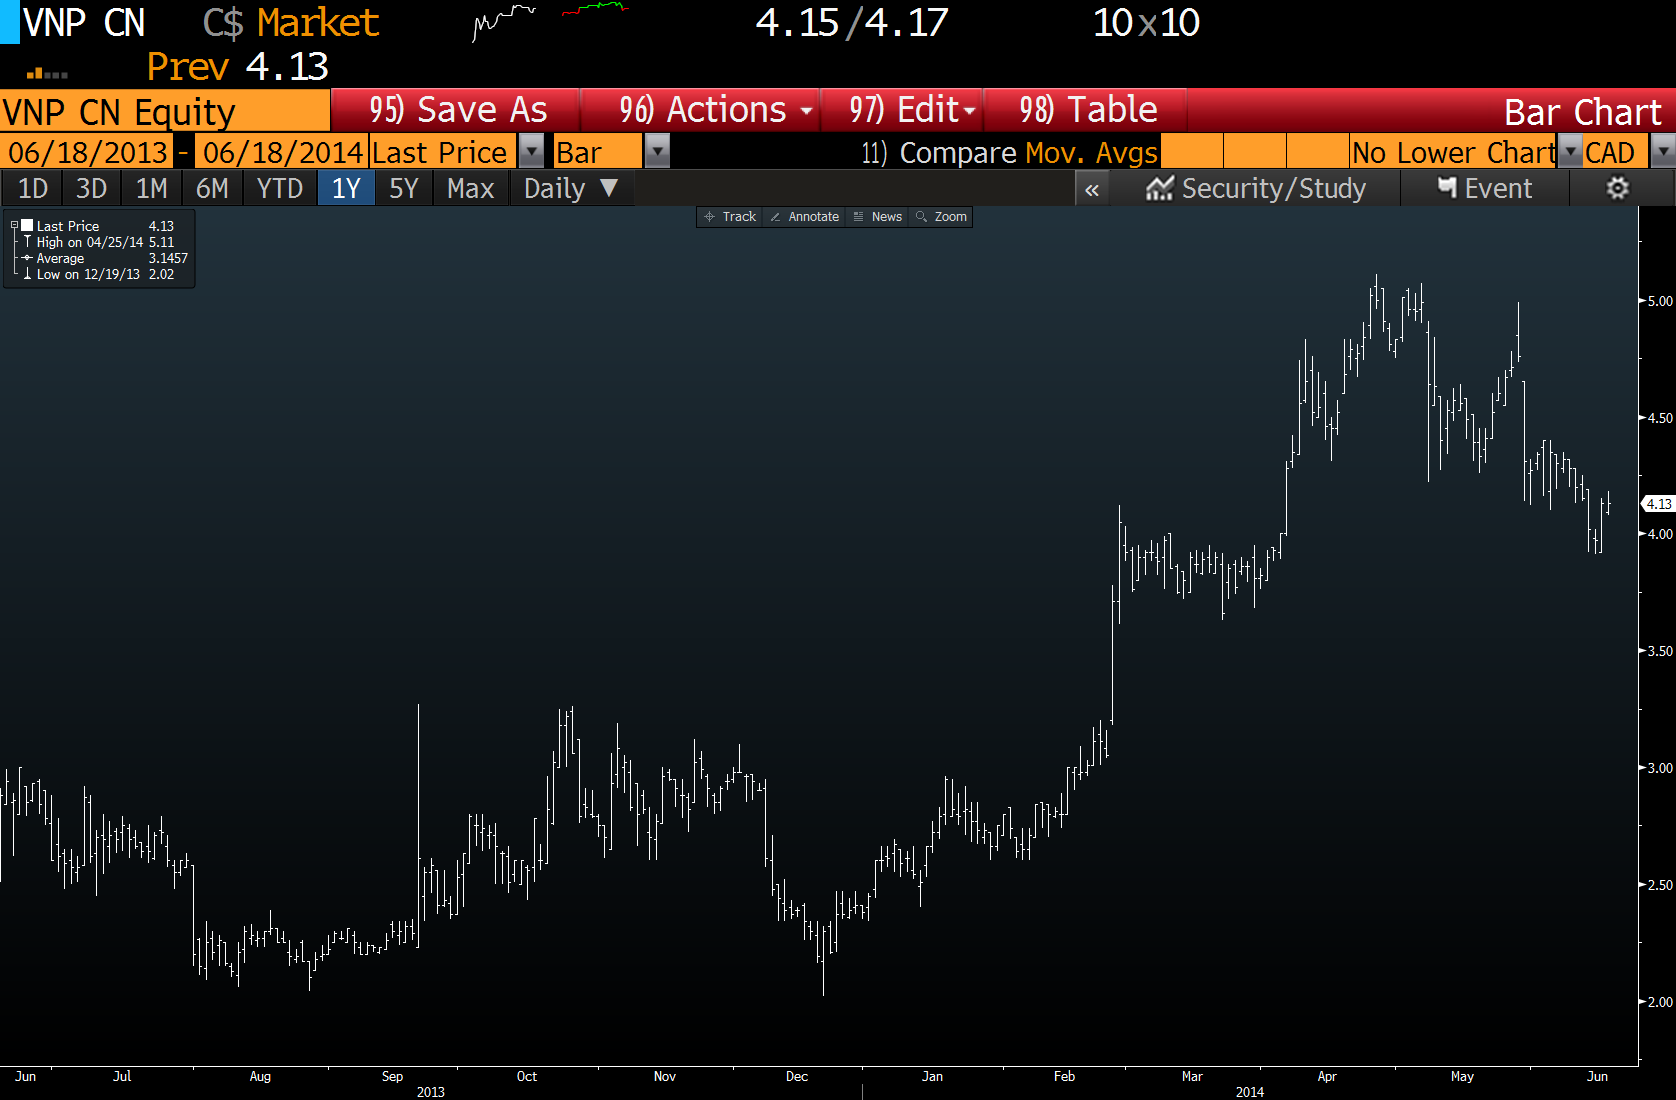 VNP CN C$ Market 4.15/4.17 10x10
Prev 4.13
VNP CN Equity 95) Save As 96) Actions 97) Edit 98) Table Bar Chart
06/18/2013 - 06/18/2014 Last Price Bar 11) Compare Mov. Avgs No Lower Chart CAD
1D 3D 1M 6M YTD 1Y 5Y Max Daily ▼ « Security/Study Event
Track Annotate News Zoom
Last Price 4.13
High on 04/25/14 5.11
Average 3.1457
Low on 12/19/13 2.02
5.00
4.50
4.13
4.00
3.50
3.00
2.50
2.00
Jun Jul Aug Sep Oct Nov Dec Jan Feb Mar Apr May Jun
2013 2014